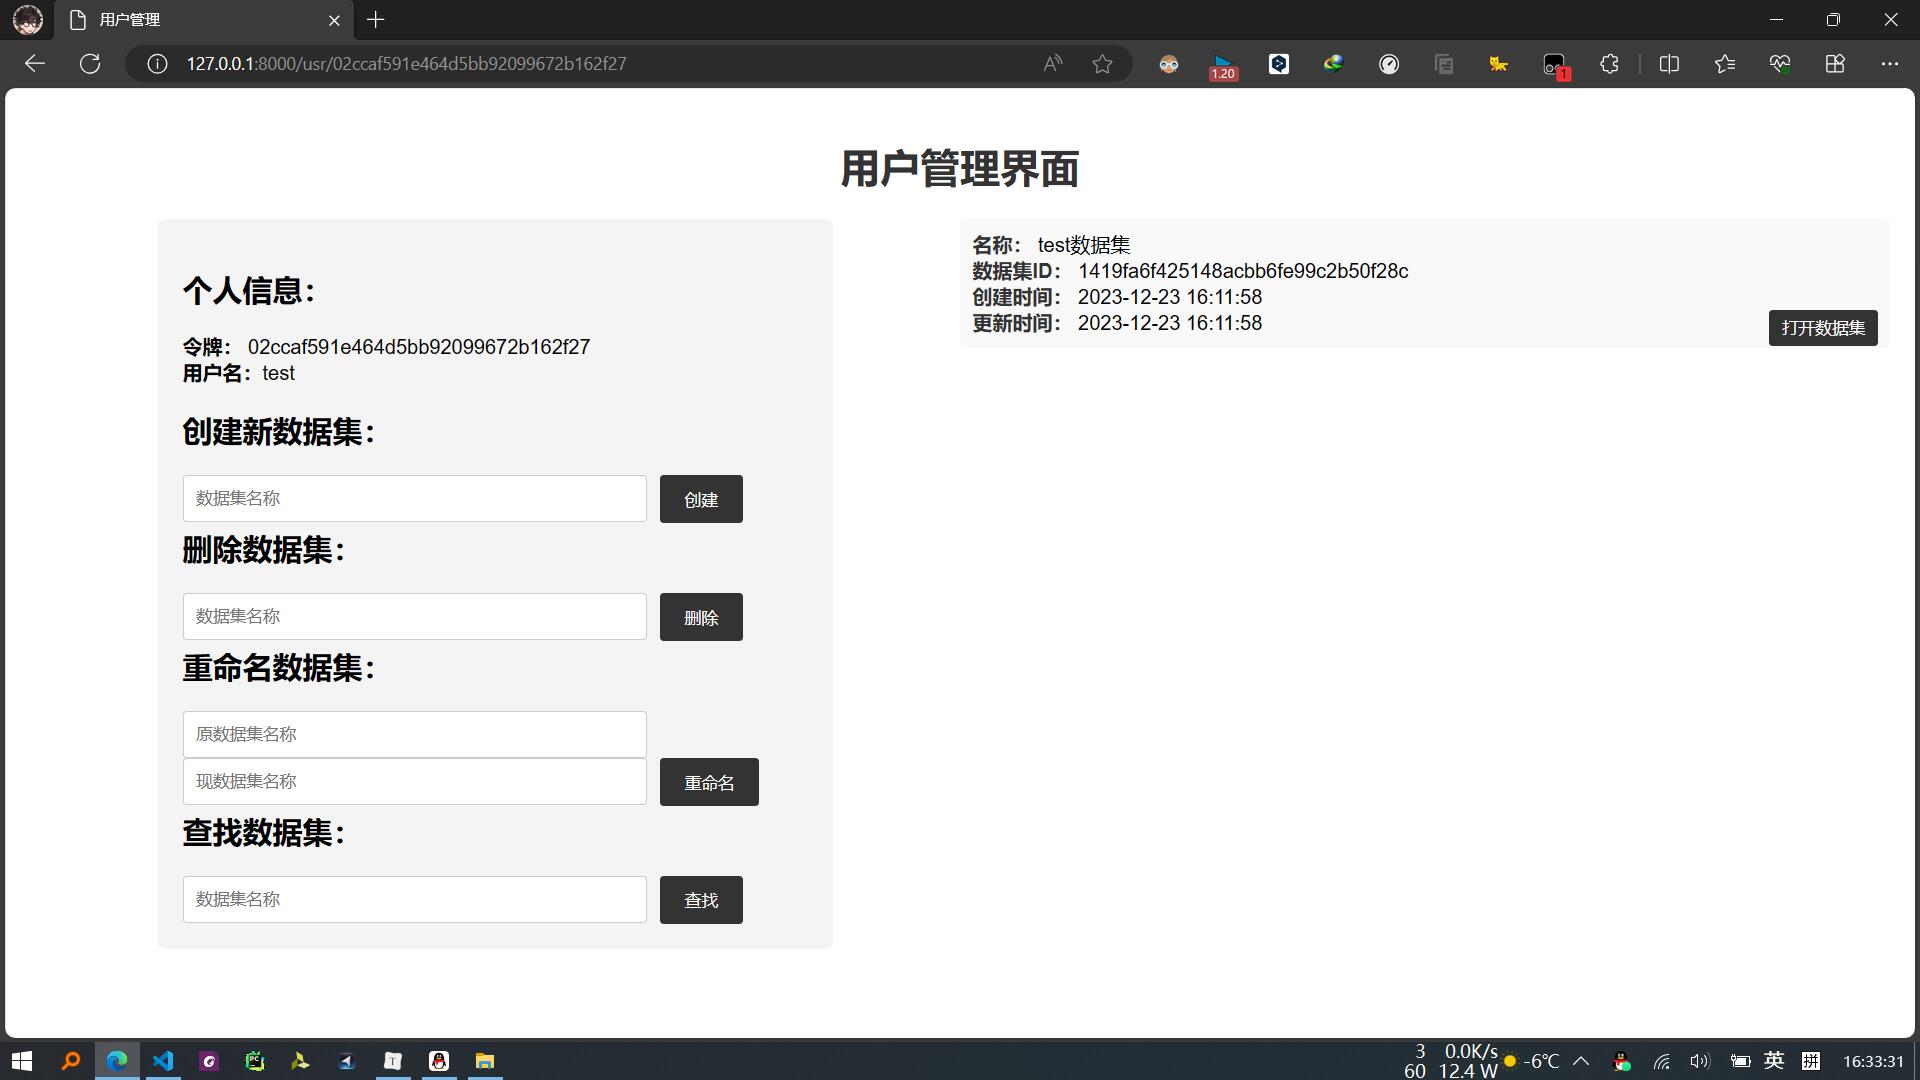 用户管理
127.0.0.1:8000/usr/02ccaf591e464d5bb92099672b162f27
1.20
1
用户管理界面
个人信息：
令牌： 02ccaf591e464d5bb92099672b162f27
用户名：test
创建新数据集：
数据集名称
创建
删除数据集：
数据集名称
删除
重命名数据集：
原数据集名称
现数据集名称
重命名
查找数据集：
数据集名称
查找
名称： test数据集
数据集ID： 1419fa6f425148acbb6fe99c2b50f28c
创建时间： 2023-12-23 16:11:58
更新时间： 2023-12-23 16:11:58
打开数据集
3 0.0K/s
60 12.4 W
-6℃
英
拼
16:33:31